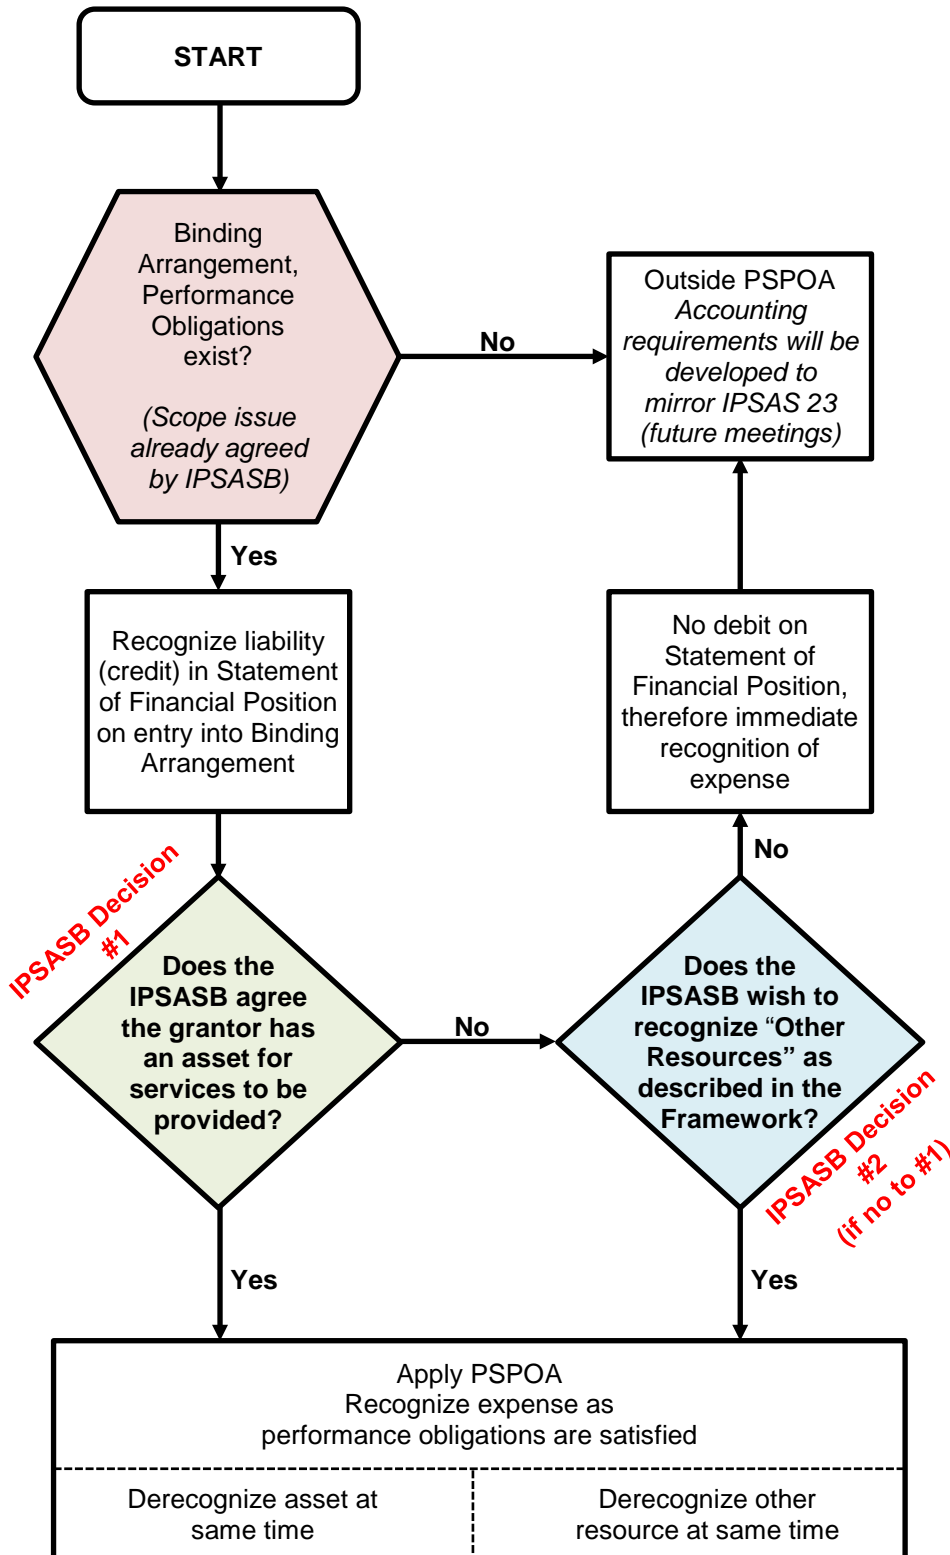 START
Binding
Arrangement,
Performance
Obligations
exist?
(Scope issue
already agreed
by IPSASB)
No
Outside PSPOA
Accounting
requirements will be
developed to
mirror IPSAS 23
(future meetings)
Yes
Recognize liability
(credit) in Statement
of Financial Position
on entry into Binding
Arrangement
No debit on
Statement of
Financial Position,
therefore immediate
recognition of
expense
No
IPSASB Decision
#1
Does the
IPSASB agree
the grantor has
an asset for
services to be
provided?
No
Does the
IPSASB wish to
recognize “Other
Resources” as
described in the
Framework?
IPSASB Decision
#2
(if no to #1)
Yes
Yes
Apply PSPOA
Recognize expense as
performance obligations are satisfied
Derecognize asset at
same time
Derecognize other
resource at same time